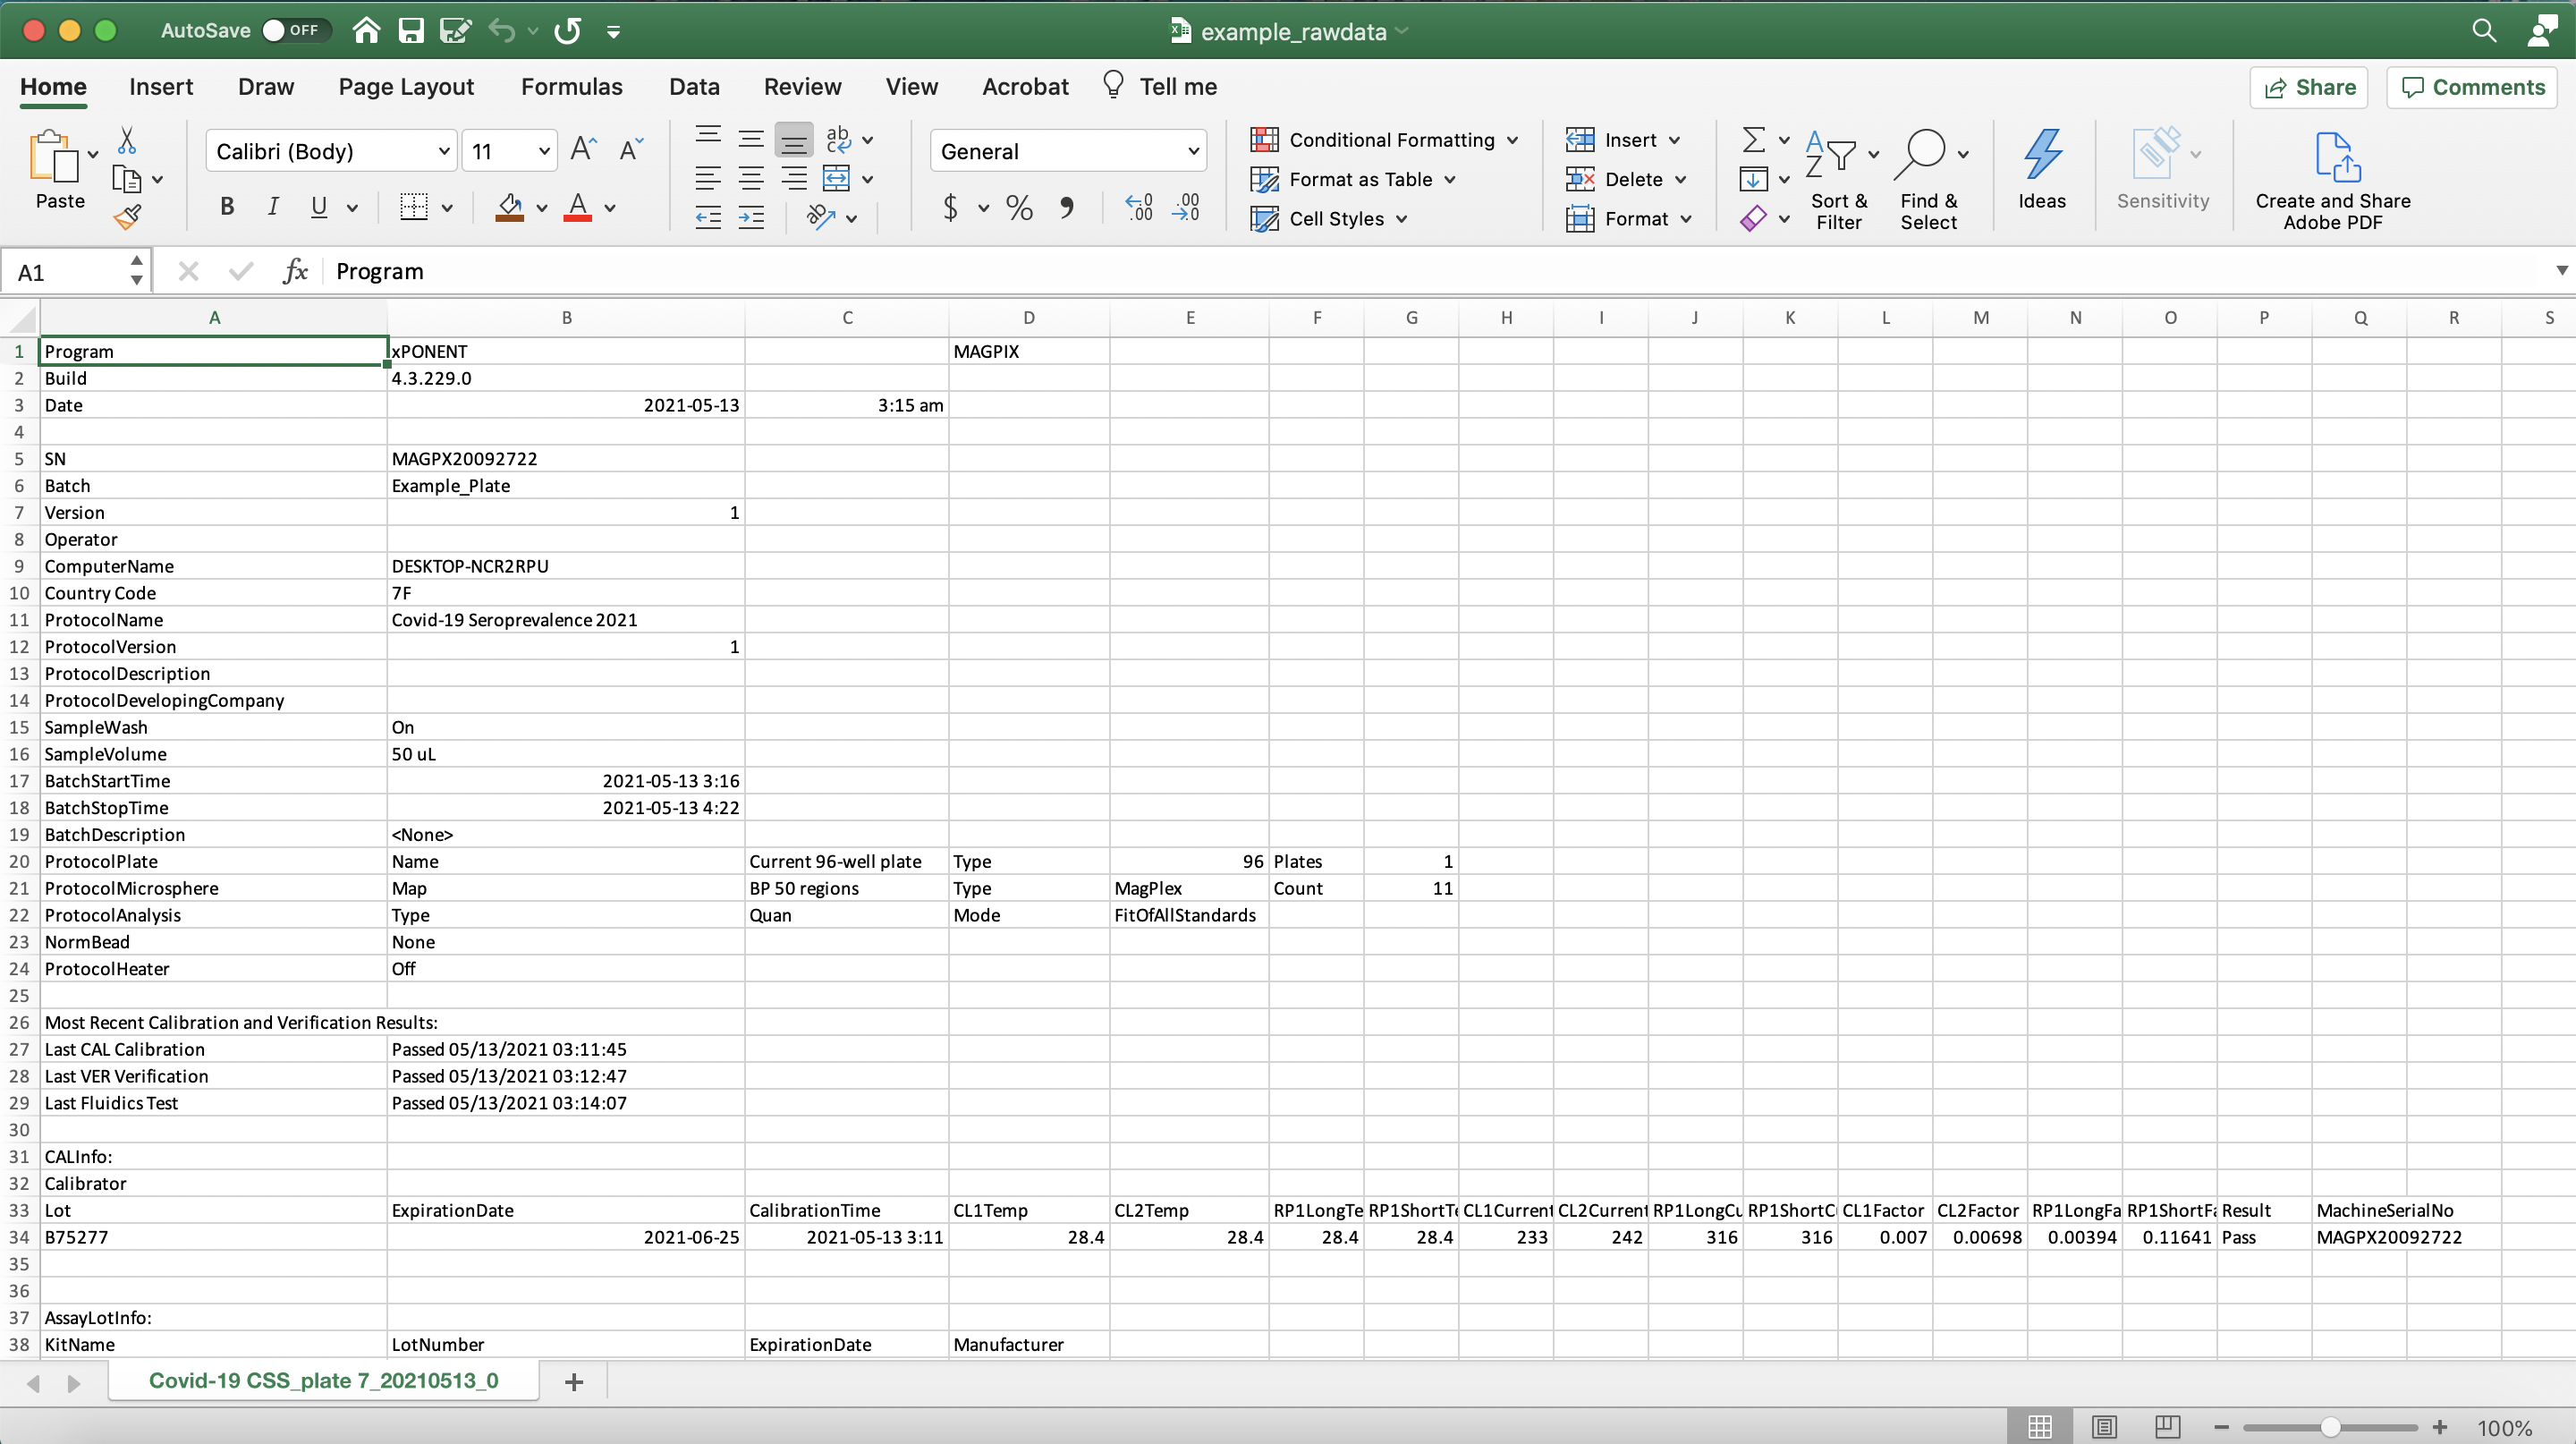 AutoSave OFF example_rawdata
Home Insert Draw Page Layout Formulas Data Review View Acrobat Tell me Share Comments
Paste Calibri (Body) 11 General Conditional Formatting Format as Table Cell Styles Insert Delete Format Sort & Filter Find & Select Ideas Sensitivity Create and Share Adobe PDF
A1 fx Program
A B C D E F G H I J K L M N O P Q R S
1 Program xPONENT MAGPIX
2 Build 4.3.229.0
3 Date 2021-05-13 3:15 am
4
5 SN MAGPX20092722
6 Batch Example_Plate
7 Version 1
8 Operator
9 ComputerName DESKTOP-NCR2RPU
10 Country Code 7F
11 ProtocolName Covid-19 Seroprevalence 2021
12 ProtocolVersion 1
13 ProtocolDescription
14 ProtocolDevelopingCompany
15 SampleWash On
16 SampleVolume 50 uL
17 BatchStartTime 2021-05-13 3:16
18 BatchStopTime 2021-05-13 4:22
19 BatchDescription <None>
20 ProtocolPlate Name Current 96-well plate Type 96 Plates 1
21 ProtocolMicrosphere Map BP 50 regions Type MagPlex Count 11
22 ProtocolAnalysis Type Quan Mode FitOfAllStandards
23 NormBead None
24 ProtocolHeater Off
25
26 Most Recent Calibration and Verification Results:
27 Last CAL Calibration Passed 05/13/2021 03:11:45
28 Last VER Verification Passed 05/13/2021 03:12:47
29 Last Fluidics Test Passed 05/13/2021 03:14:07
30
31 CALInfo:
32 Calibrator
33 Lot ExpirationDate CalibrationTime CL1Temp CL2Temp RP1LongTe RP1ShortTe CL1Current CL2Current RP1LongCu RP1ShortC CL1Factor CL2Factor RP1LongFa RP1ShortFa Result MachineSerialNo
34 B75277 2021-06-25 2021-05-13 3:11 28.4 28.4 28.4 28.4 233 242 316 316 0.007 0.00698 0.00394 0.11641 Pass MAGPX20092722
35
36
37 AssayLotInfo:
38 KitName LotNumber ExpirationDate Manufacturer
Covid-19 CSS_plate 7_20210513_0
100%